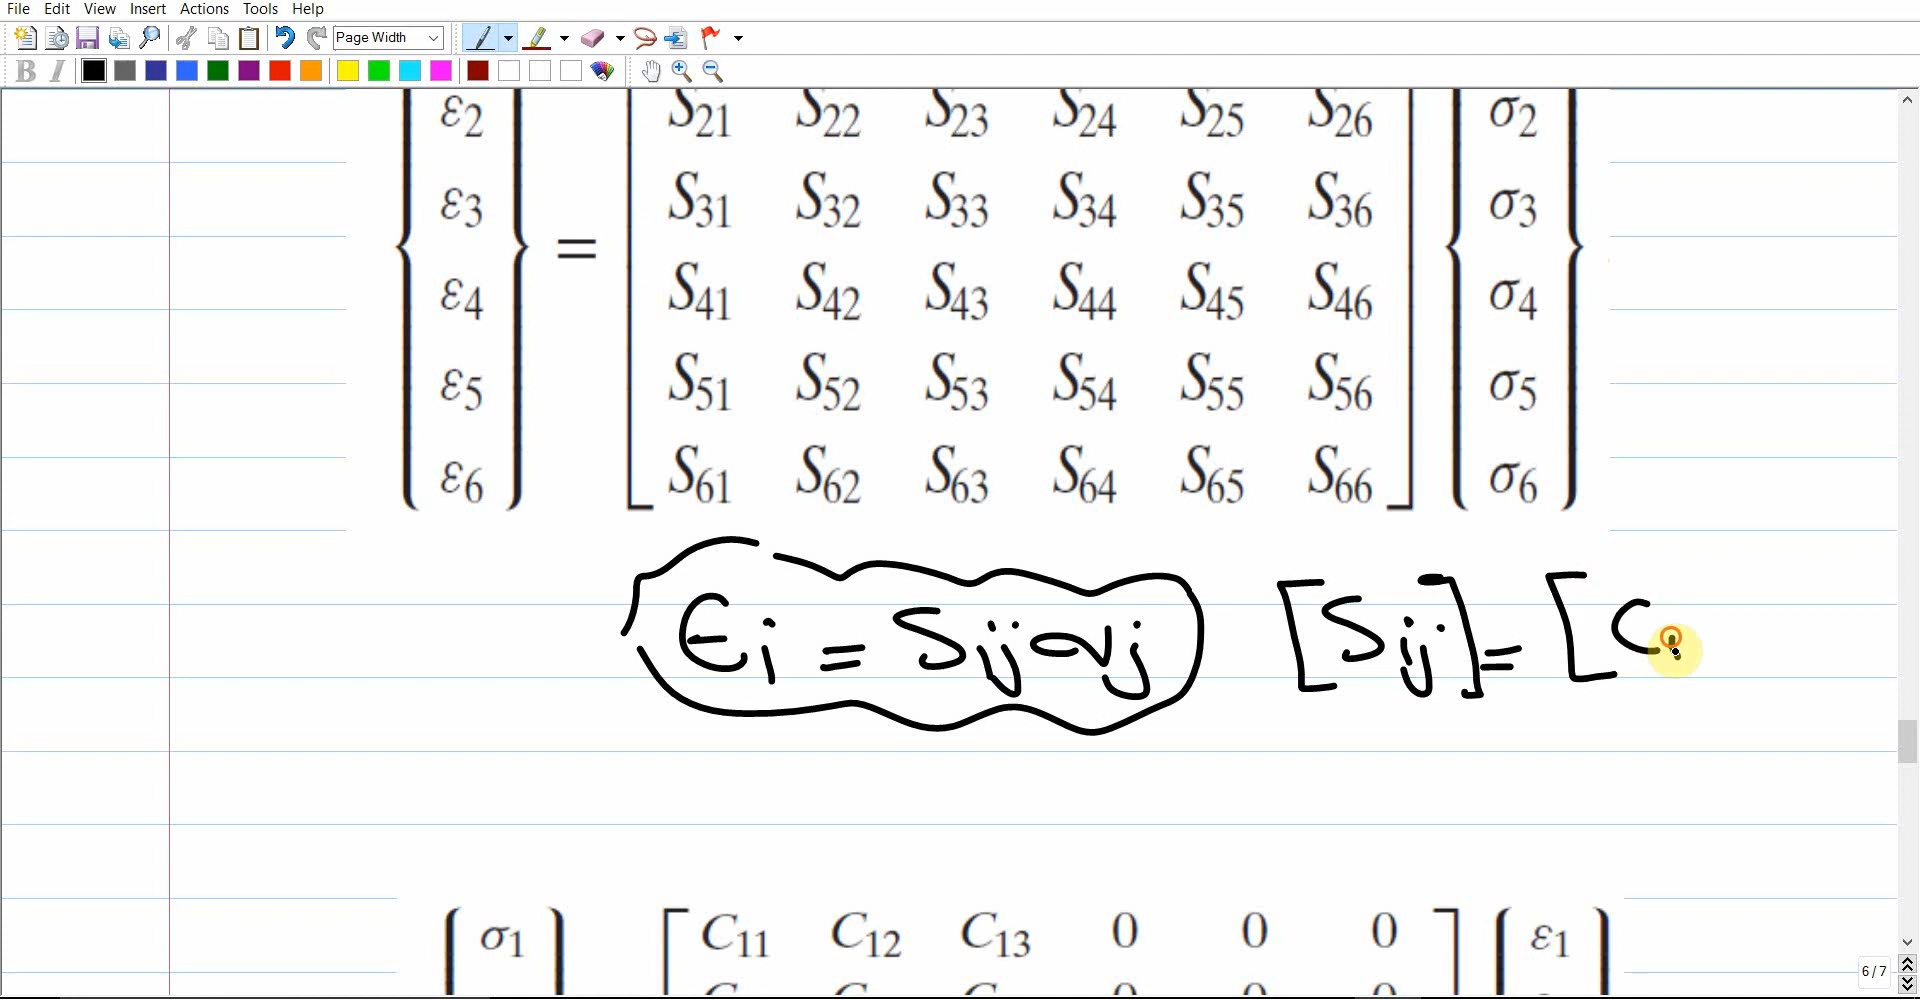 File Edit View Insert Actions Tools Help
Page Width
B I
ε2 S21 S22 S23 S24 S25 S26 σ2
ε3 S31 S32 S33 S34 S35 S36 σ3
=
ε4 S41 S42 S43 S44 S45 S46 σ4
ε5 S51 S52 S53 S54 S55 S56 σ5
ε6 S61 S62 S63 S64 S65 S66 σ6
Єi = Sijσj [Sij] = [C
σ1 C11 C12 C13 0 0 0 ε1
6 / 7